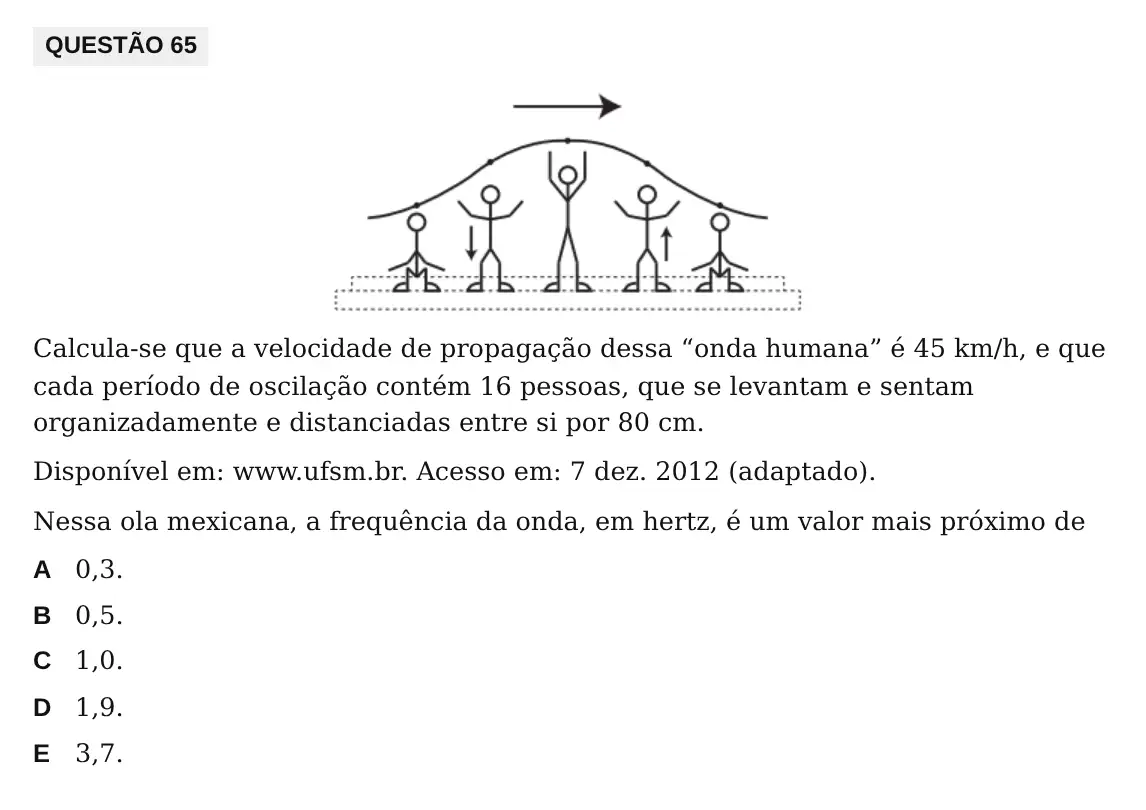 QUESTÃO 65
Calcula-se que a velocidade de propagação dessa “onda humana” é 45 km/h, e que
cada período de oscilação contém 16 pessoas, que se levantam e sentam
organizadamente e distanciadas entre si por 80 cm.
Disponível em: www.ufsm.br. Acesso em: 7 dez. 2012 (adaptado).
Nessa ola mexicana, a frequência da onda, em hertz, é um valor mais próximo de
A 0,3.
B 0,5.
C 1,0.
D 1,9.
E 3,7.